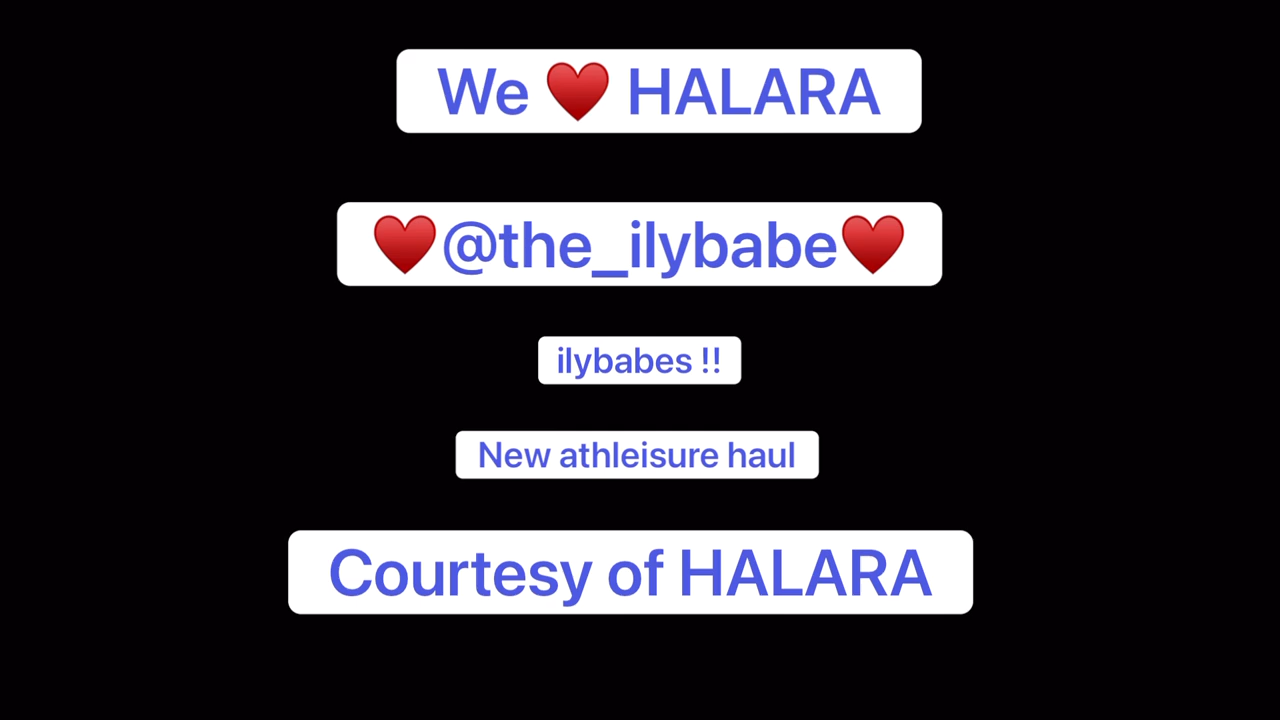 We ♥️ HALARA
♥️@the_ilybabe♥️
ilybabes !!
New athleisure haul
Courtesy of HALARA